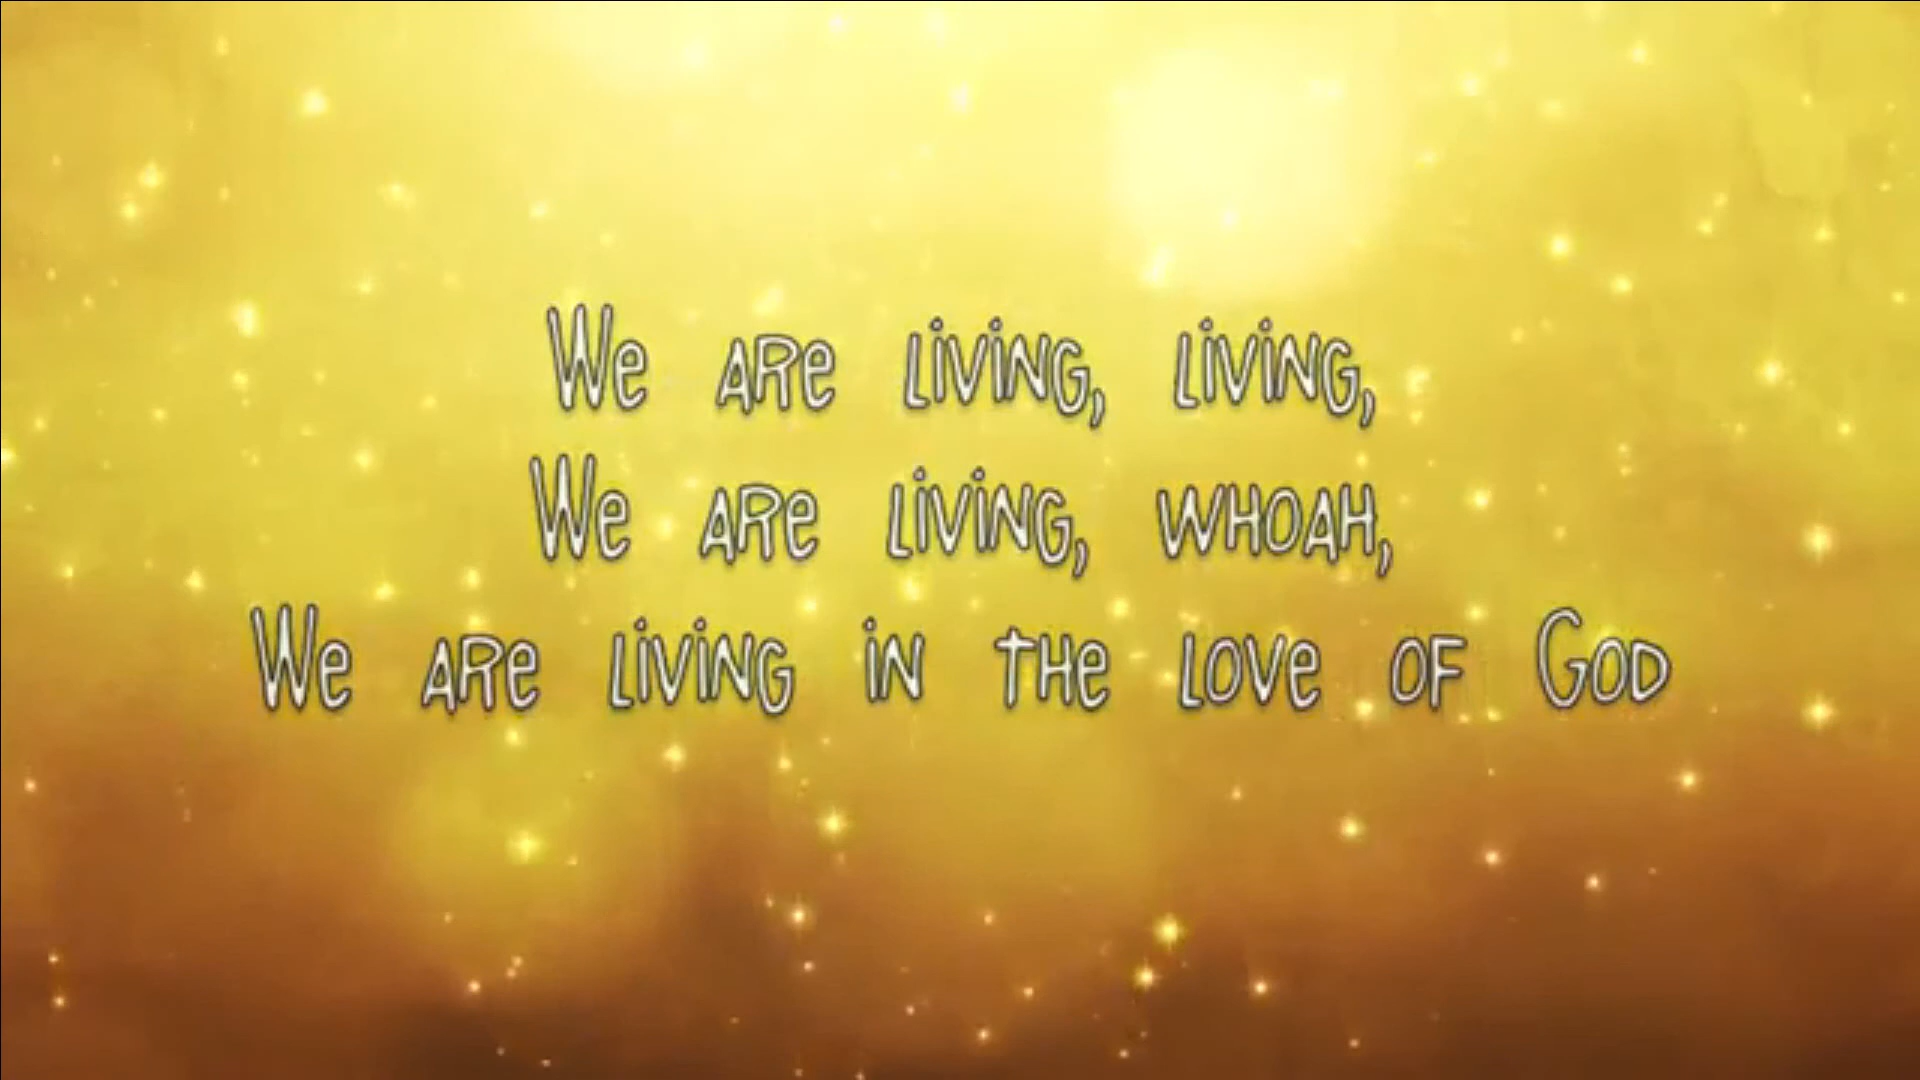 We are living, living,
We are living, whoah,
We are living in the love of God